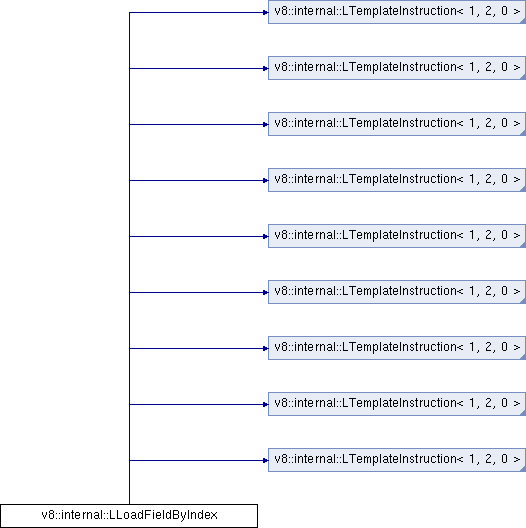 v8::internal::LTemplateInstruction< 1, 2, 0 >
v8::internal::LTemplateInstruction< 1, 2, 0 >
v8::internal::LTemplateInstruction< 1, 2, 0 >
v8::internal::LTemplateInstruction< 1, 2, 0 >
v8::internal::LTemplateInstruction< 1, 2, 0 >
v8::internal::LTemplateInstruction< 1, 2, 0 >
v8::internal::LTemplateInstruction< 1, 2, 0 >
v8::internal::LTemplateInstruction< 1, 2, 0 >
v8::internal::LTemplateInstruction< 1, 2, 0 >
v8::internal::LLoadFieldByIndex